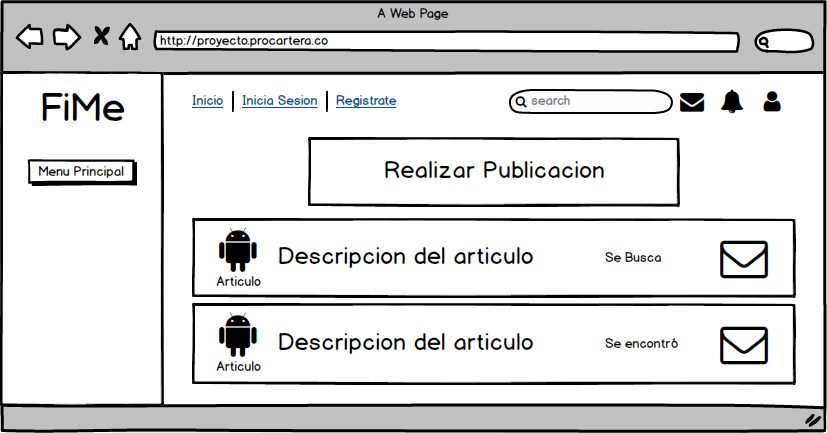 A Web Page
http://proyecto.procartera.co
FiMe
Inicio Inicia Sesion Registrate search
Menu Principal
Realizar Publicacion
Descripcion del articulo Se Busca
Articulo
Descripcion del articulo Se encontró
Articulo